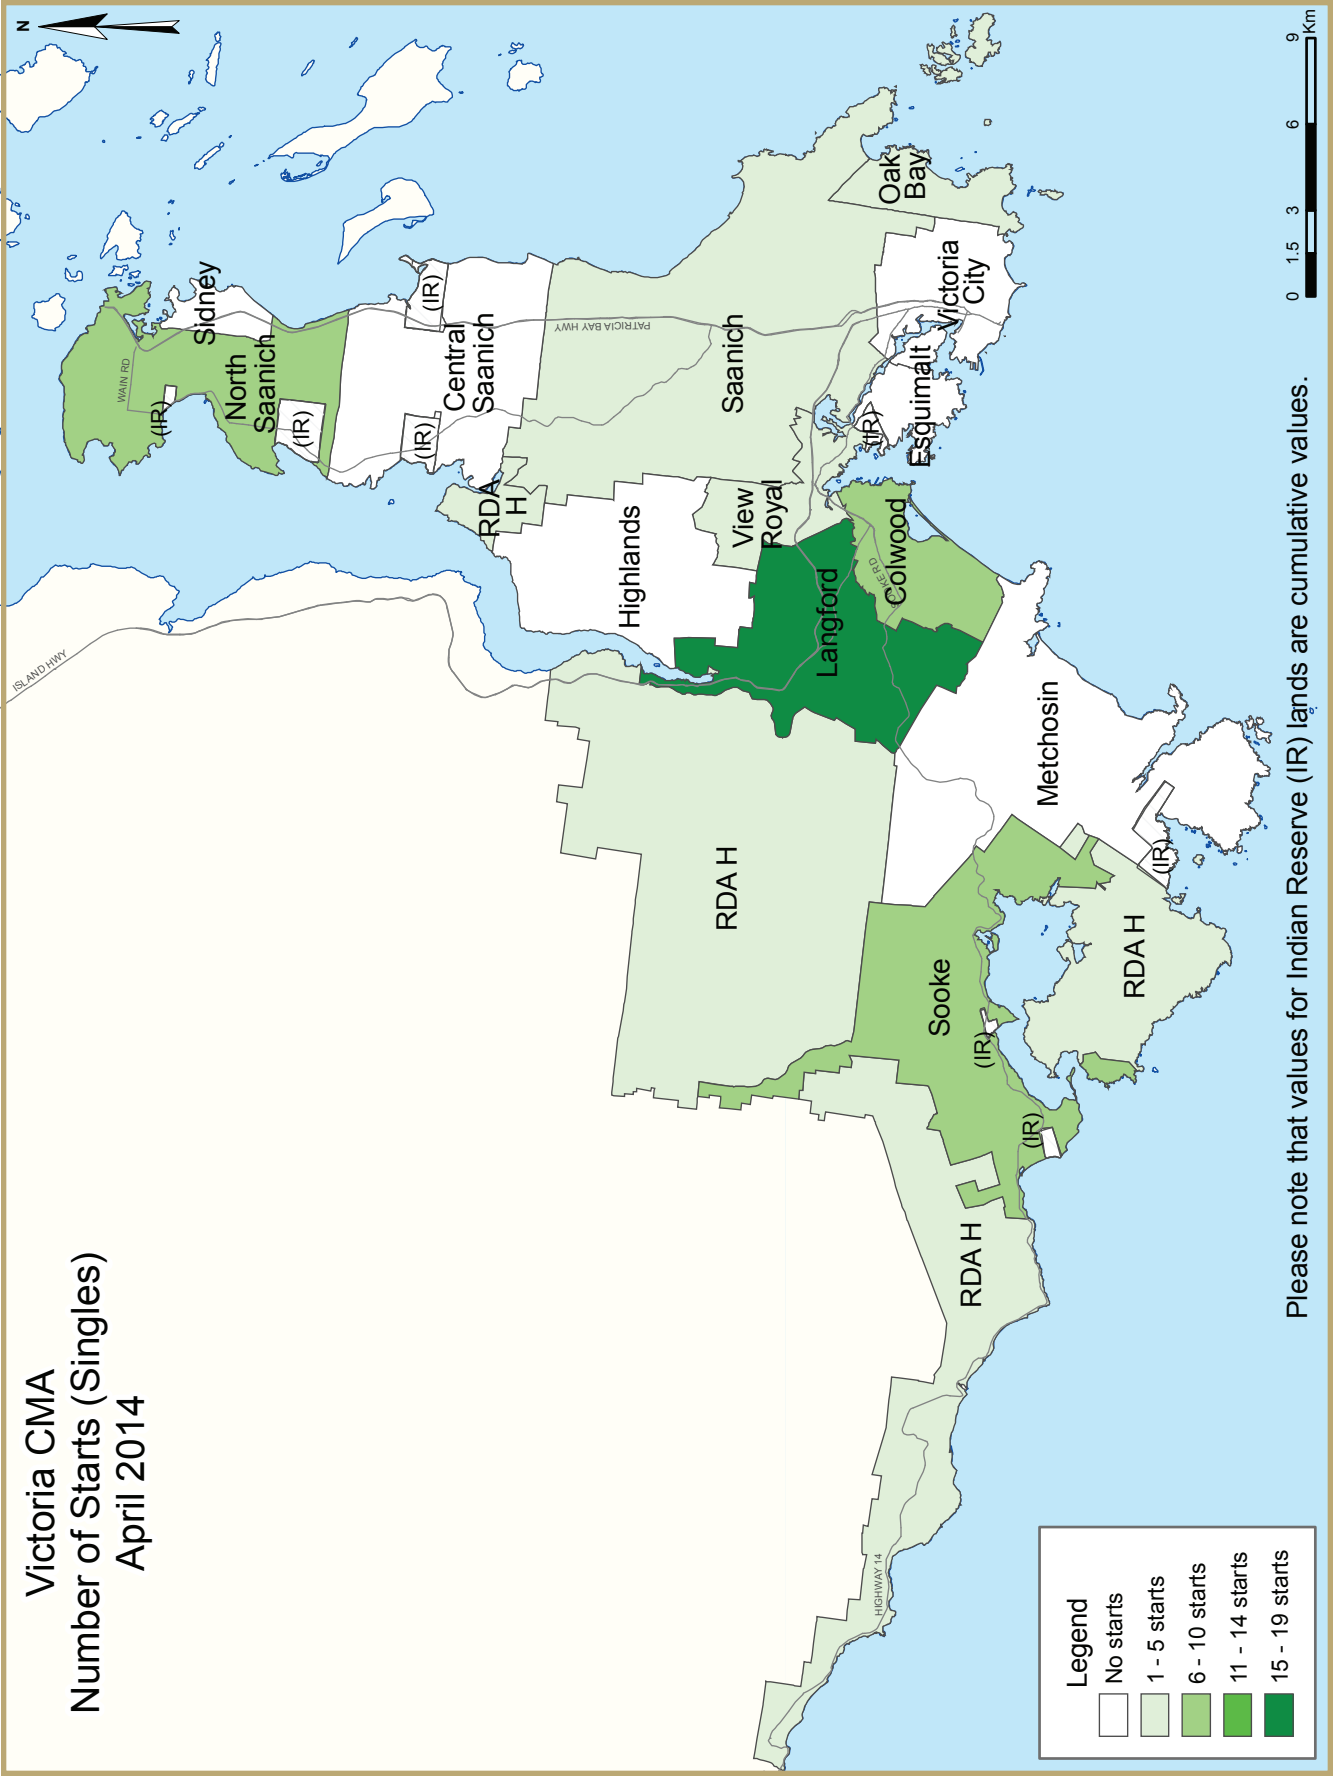 Victoria CMA
Number of Starts (Singles)
April 2014
N
ISLAND HWY
WAIN RD
(IR)
North
Saanich
Sidney
(IR)
(IR)
Central
Saanich
(IR)
PATRICIA BAY HWY
RDA
H
Saanich
Highlands
View
Royal
Langford
SOOKE RD
Colwood
(IR)
Esquimalt
Victoria
City
Oak
Bay
Metchosin
(IR)
RDA H
Sooke
(IR)
(IR)
RDA H
RDA H
HIGHWAY 14
Legend
No starts
1 - 5 starts
6 - 10 starts
11 - 14 starts
15 - 19 starts
Please note that values for Indian Reserve (IR) lands are cumulative values.
0 1.5 3 6 9
Km